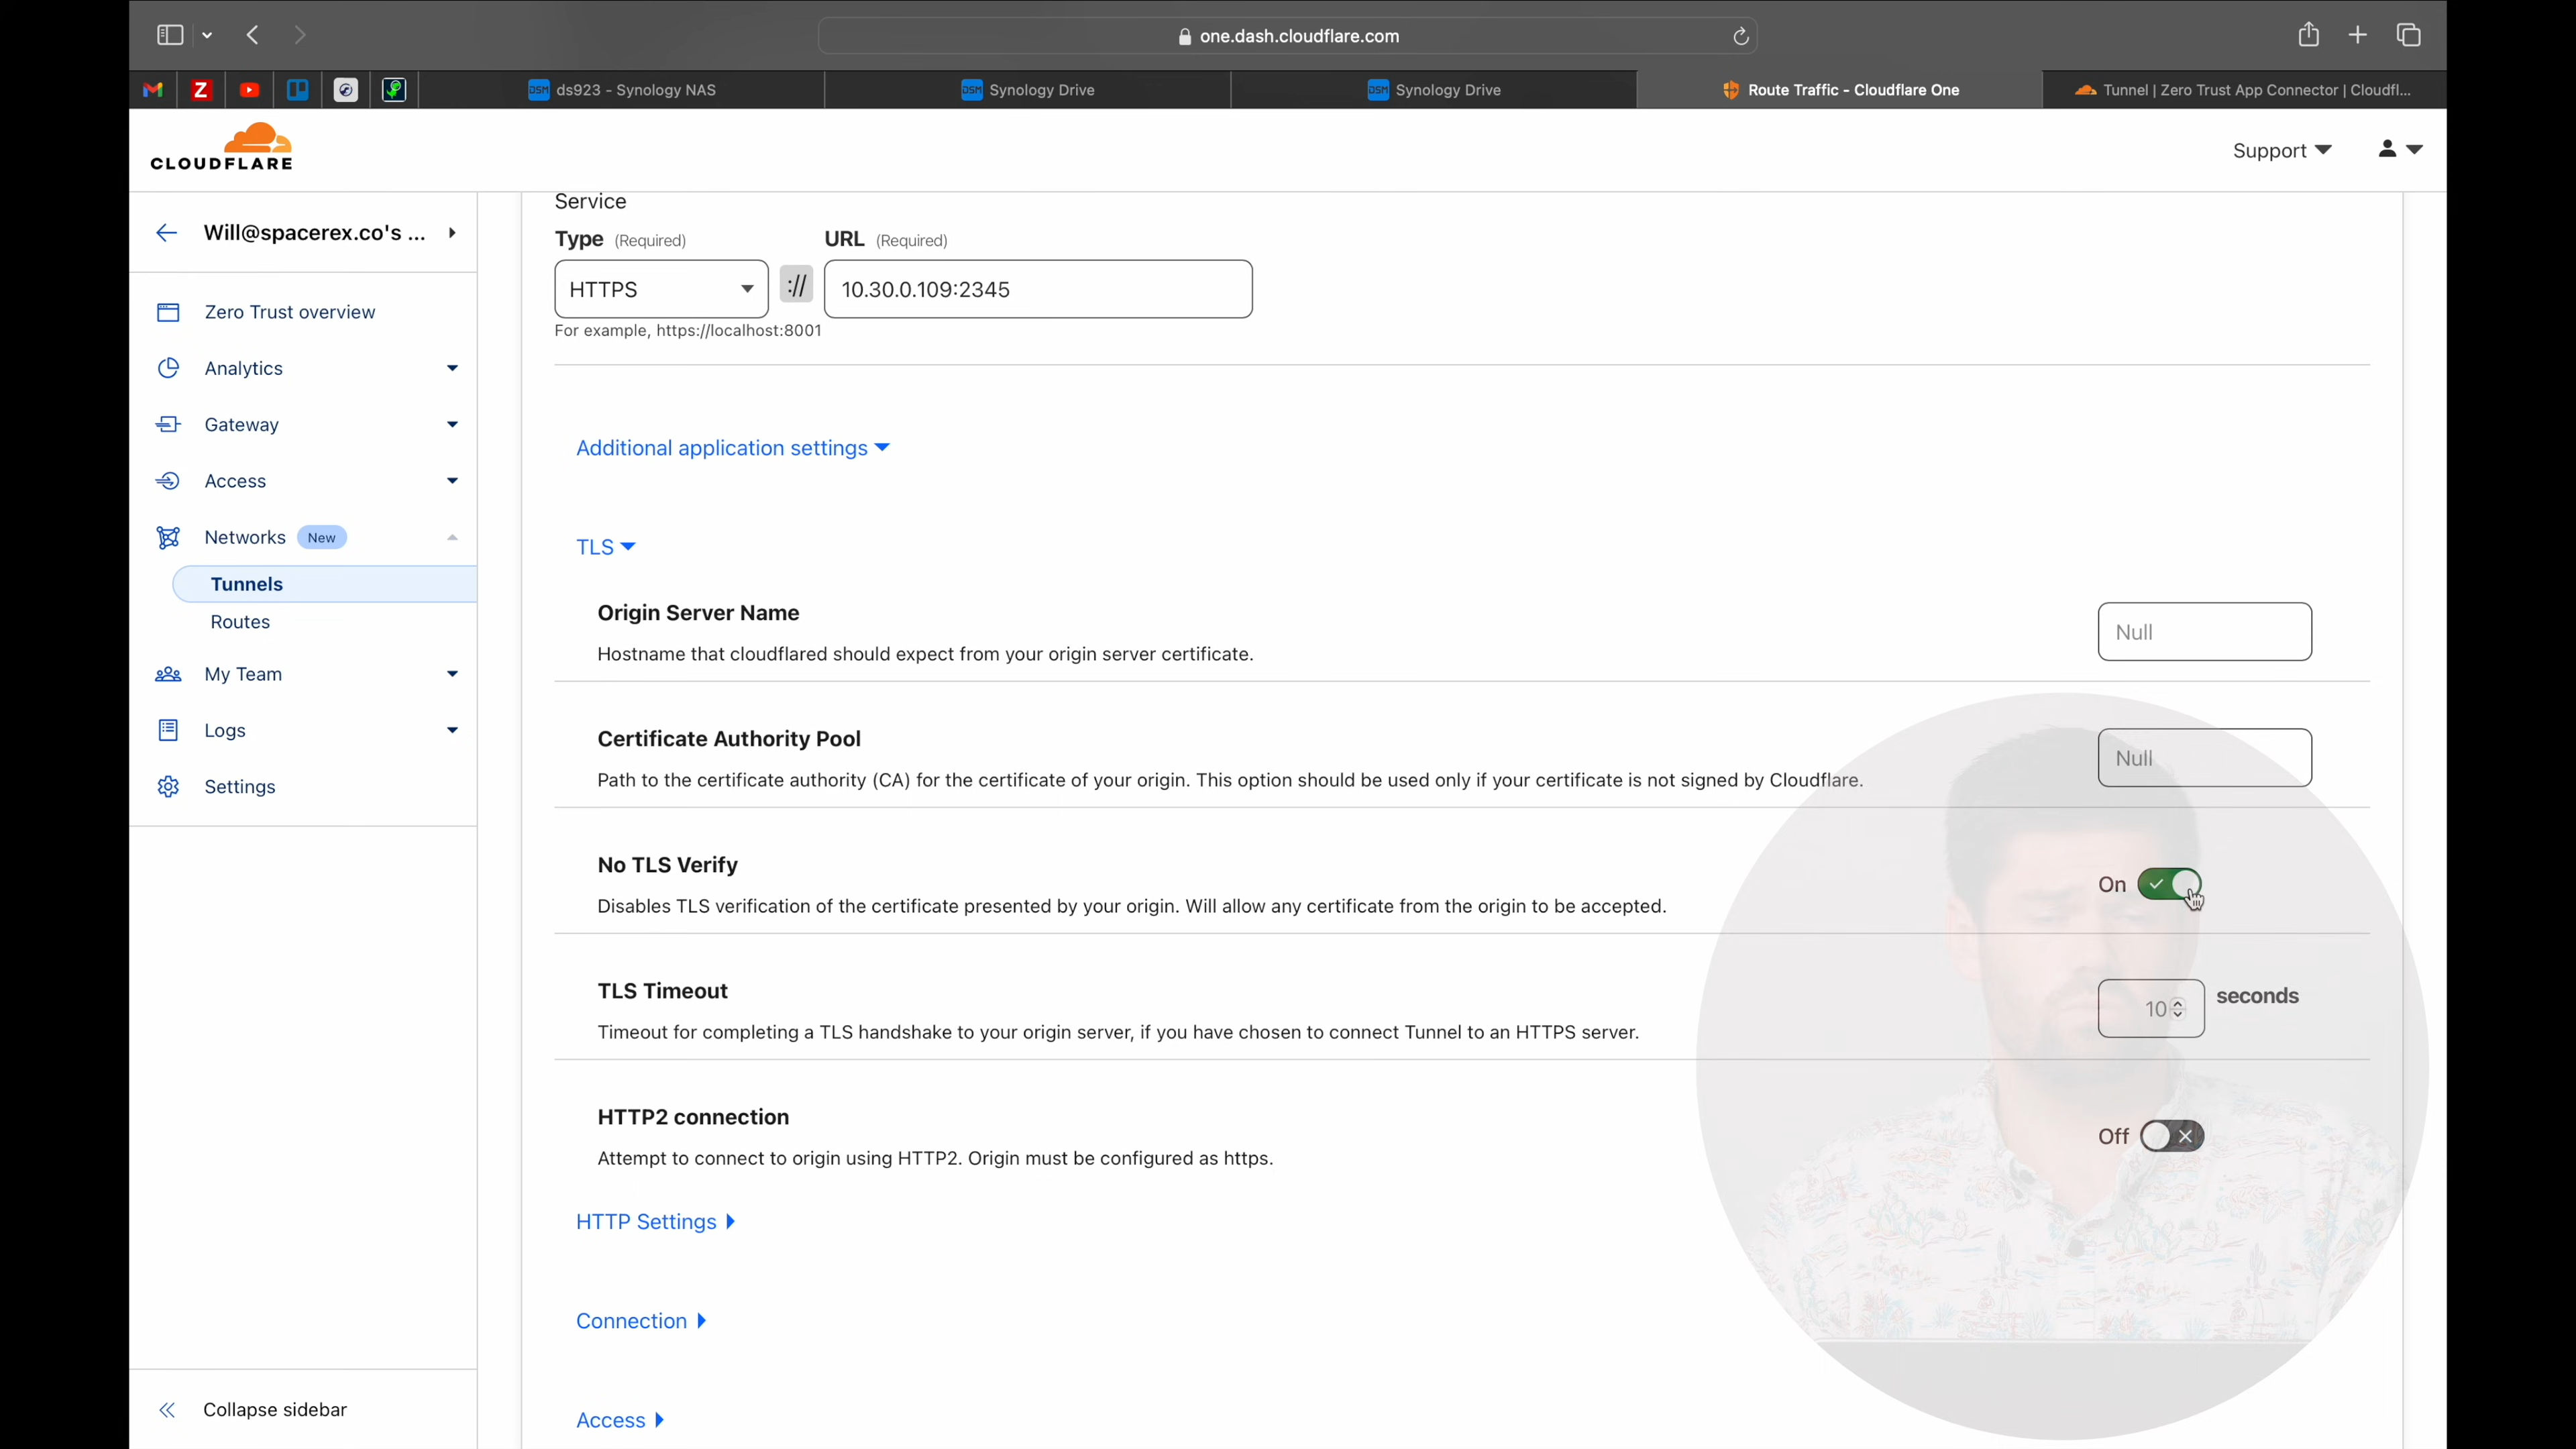 one.dash.cloudflare.com
ds923 - Synology NAS
Synology Drive
Synology Drive
Route Traffic - Cloudflare One
Tunnel | Zero Trust App Connector | Cloudfl...
CLOUDFLARE
Support
Will@spacerex.co's ...
Zero Trust overview
Analytics
Gateway
Access
Networks New
Tunnels
Routes
My Team
Logs
Settings
Collapse sidebar
Service
Type (Required) URL (Required)
HTTPS :// 10.30.0.109:2345
For example, https://localhost:8001
Additional application settings
TLS
Origin Server Name
Hostname that cloudflared should expect from your origin server certificate.
Null
Certificate Authority Pool
Path to the certificate authority (CA) for the certificate of your origin. This option should be used only if your certificate is not signed by Cloudflare.
Null
No TLS Verify
Disables TLS verification of the certificate presented by your origin. Will allow any certificate from the origin to be accepted.
On
TLS Timeout
Timeout for completing a TLS handshake to your origin server, if you have chosen to connect Tunnel to an HTTPS server.
10 seconds
HTTP2 connection
Attempt to connect to origin using HTTP2. Origin must be configured as https.
Off
HTTP Settings
Connection
Access